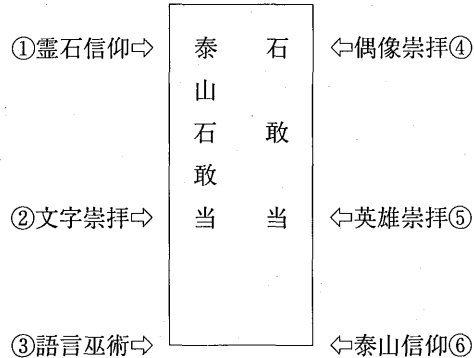 ①霊石信仰⇨
②文字崇拝⇨
③語言巫術⇨
泰山石敢当
石敢当
⇦偶像崇拝④
⇦英雄崇拝⑤
⇦泰山信仰⑥